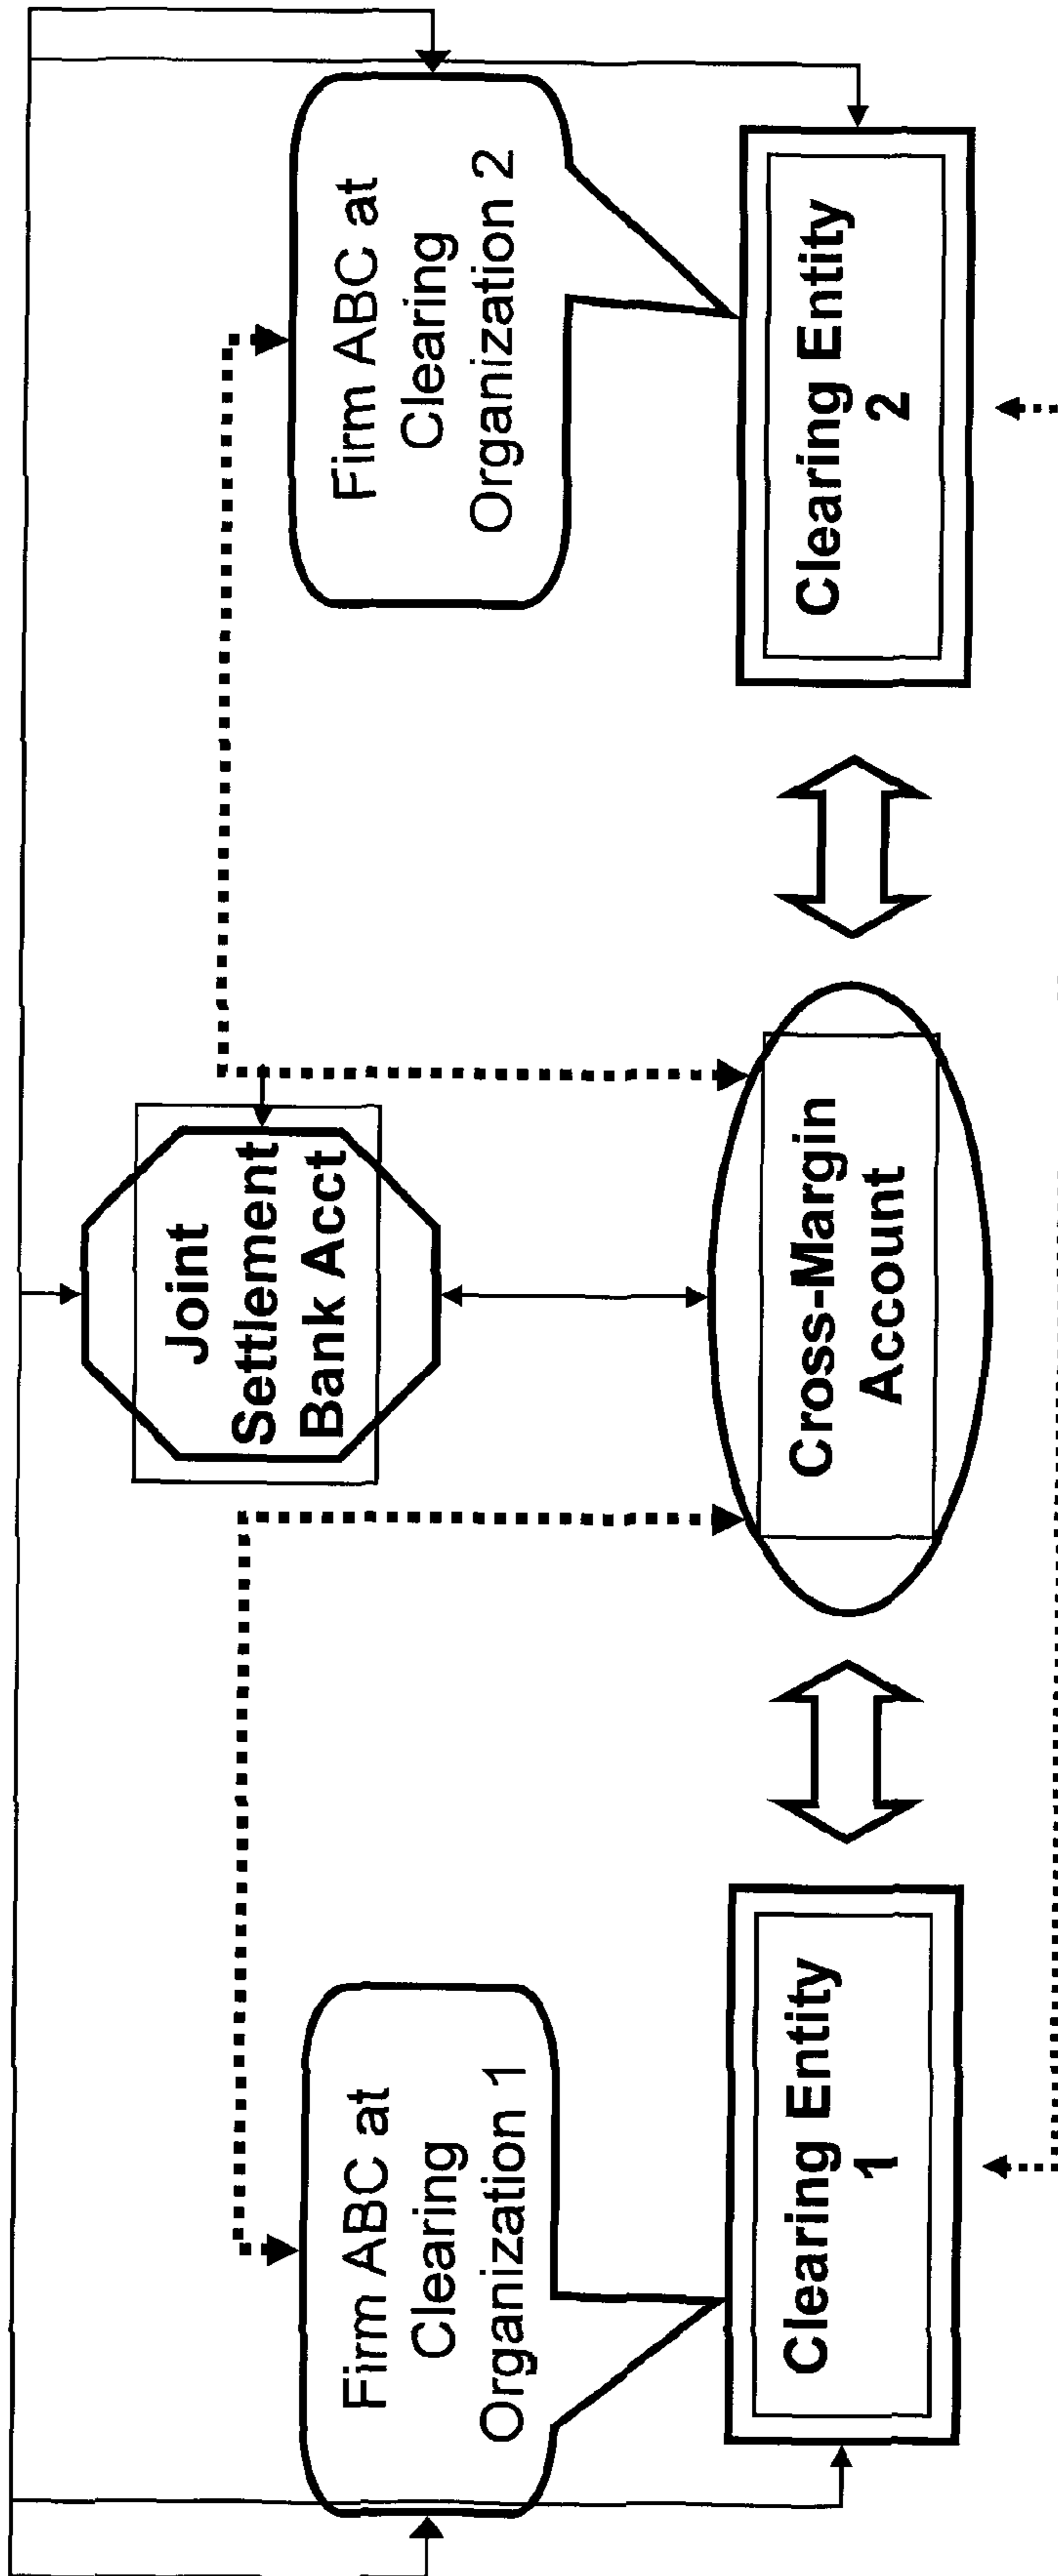 Joint
Settlement
Bank Acct
Firm ABC at
Clearing
Organization 1
Firm ABC at
Clearing
Organization 2
Clearing Entity
1
Cross-Margin
Account
Clearing Entity
2